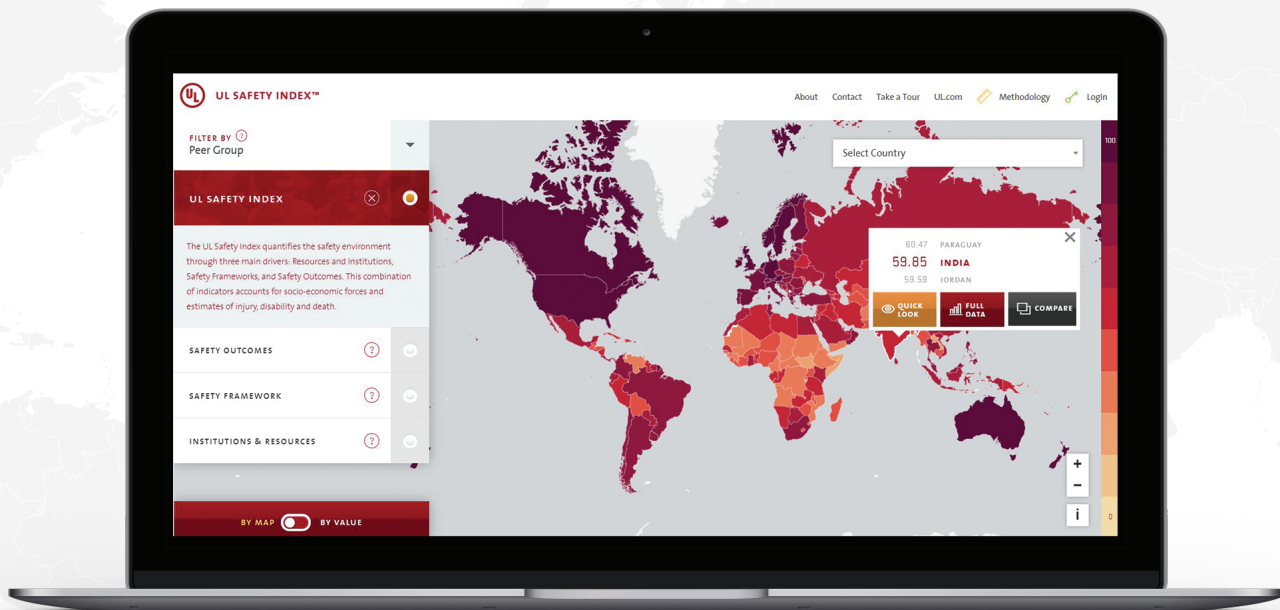 UL
UL SAFETY INDEX™
About Contact Take a Tour UL.com Methodology Login
FILTER BY ?
Peer Group
Select Country
100
UL SAFETY INDEX
The UL Safety Index quantifies the safety environment
through three main drivers: Resources and Institutions,
Safety Frameworks, and Safety Outcomes. This combination
of indicators accounts for socio-economic forces and
estimates of injury, disability and death.
60.47 PARAGUAY
59.85 INDIA
59.59 JORDAN
QUICK
LOOK
FULL
DATA
COMPARE
SAFETY OUTCOMES ?
SAFETY FRAMEWORK ?
INSTITUTIONS & RESOURCES ?
+
−
i
0
BY MAP BY VALUE